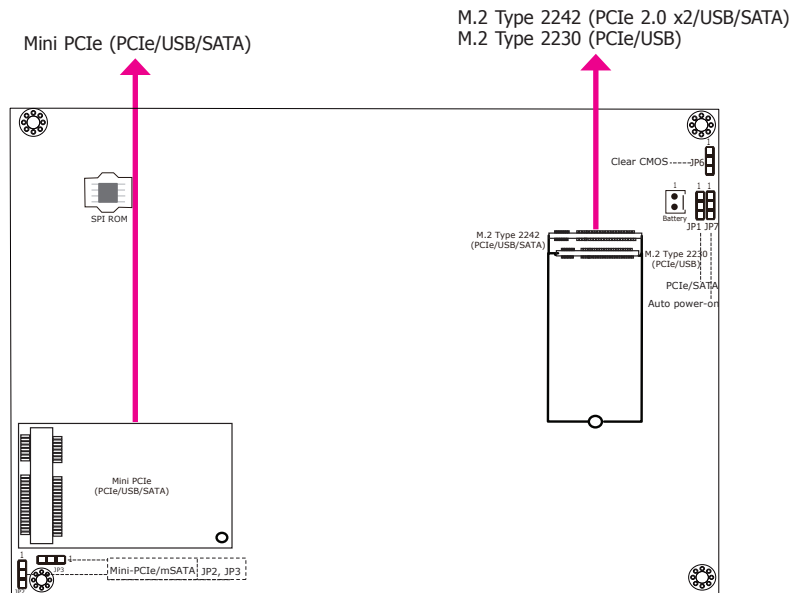 M.2 Type 2242 (PCIe 2.0 x2/USB/SATA)
M.2 Type 2230 (PCIe/USB)
Mini PCIe (PCIe/USB/SATA)
1
Clear CMOS
JP6
SPI ROM
1
1 1
Battery
JP1 JP7
M.2 Type 2242
(PCIe/USB/SATA)
M.2 Type 2230
(PCIe/USB)
PCIe/SATA
Auto power-on
Mini PCIe
(PCIe/USB/SATA)
1
1
JP3
Mini-PCIe/mSATA JP2, JP3
JP2